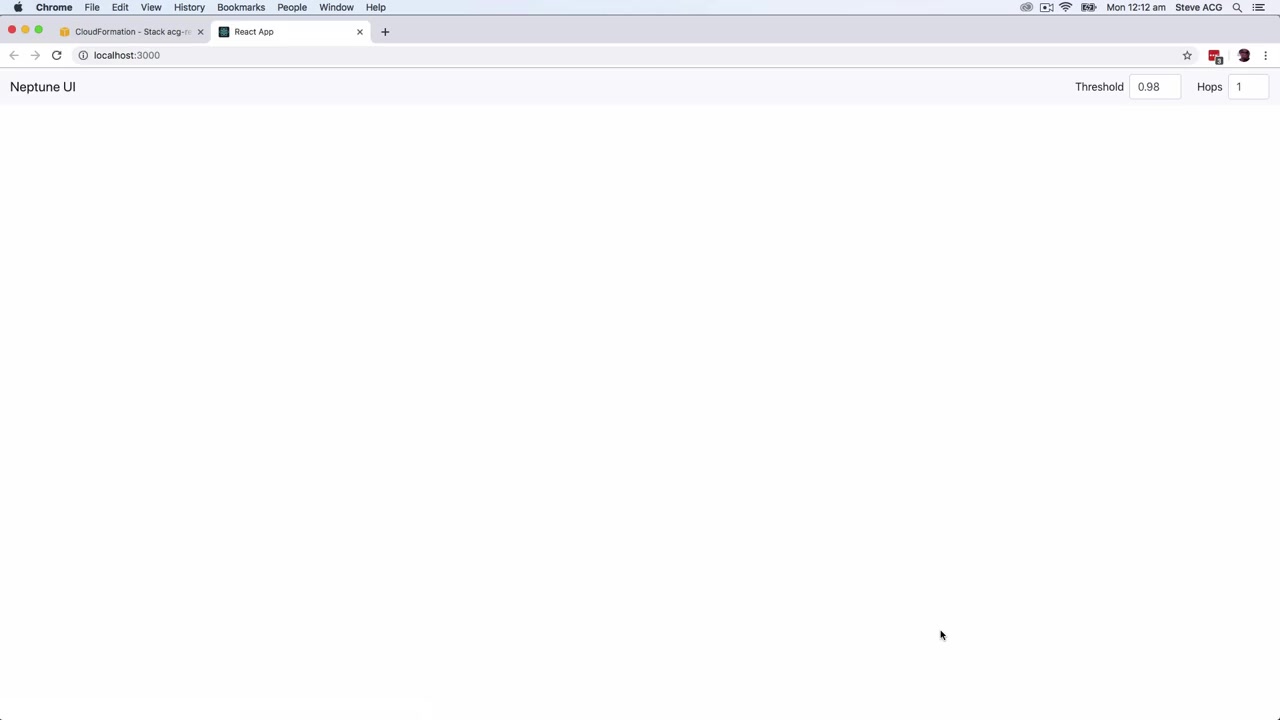 Chrome File Edit View History Bookmarks People Window Help Mon 12:12 am Steve ACG
CloudFormation - Stack acg-re React App
localhost:3000
Neptune UI Threshold 0.98 Hops 1